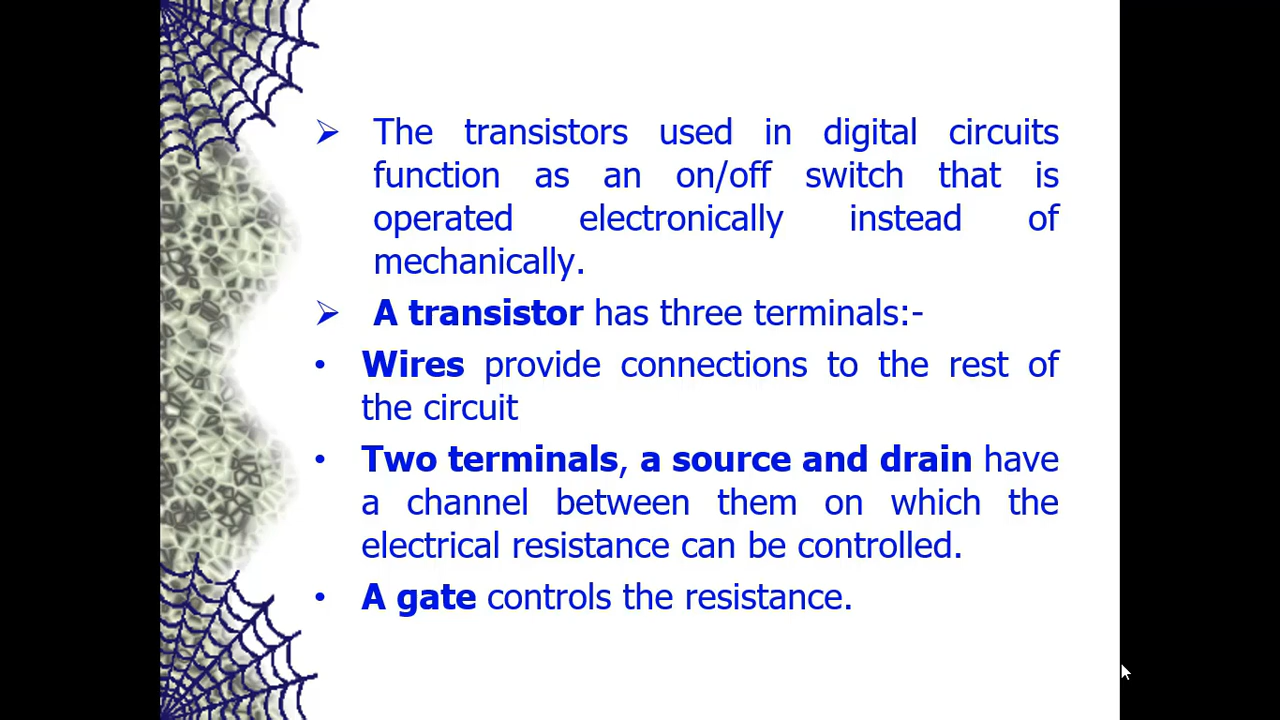 ➢ The transistors used in digital circuits
function as an on/off switch that is
operated electronically instead of
mechanically.
➢ A transistor has three terminals:-
• Wires provide connections to the rest of
the circuit
• Two terminals, a source and drain have
a channel between them on which the
electrical resistance can be controlled.
• A gate controls the resistance.